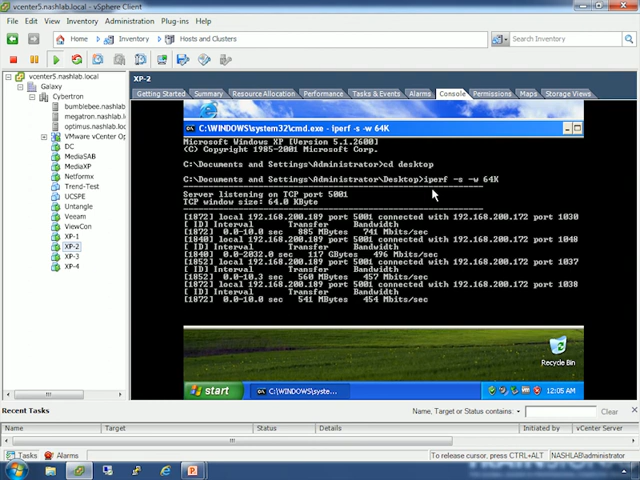 vcenter5.nashlab.local - vSphere Client
File Edit View Inventory Administration Plug-ins Help
Home Inventory Hosts and Clusters Search Inventory
vcenter5.nashlab.local
Galaxy
Cybertron
bumblebee.nashlab
megatron.nashlab.
optimus.nashlab.lo
VMware vCenter Op
DC
MediaSAB
MediaXP
Netformx
Trend-Test
UCSPE
Untangle
Veeam
ViewCon
XP-1
XP-2
XP-3
XP-4
XP-2
Getting Started Summary Resource Allocation Performance Tasks & Events Alarms Console Permissions Maps Storage Views
C:\WINDOWS\system32\cmd.exe - iperf -s -w 64K
Microsoft Windows XP [Version 5.1.2600]
(C) Copyright 1985-2001 Microsoft Corp.
C:\Documents and Settings\Administrator>cd desktop
C:\Documents and Settings\Administrator\Desktop>iperf -s -w 64K
Server listening on TCP port 5001
TCP window size: 64.0 KByte
[1872] local 192.168.200.189 port 5001 connected with 192.168.200.172 port 1030
[ ID] Interval Transfer Bandwidth
[1872] 0.0-10.0 sec 885 MBytes 741 Mbits/sec
[1840] local 192.168.200.189 port 5001 connected with 192.168.200.172 port 1048
[ ID] Interval Transfer Bandwidth
[1840] 0.0-2032.0 sec 117 GBytes 496 Mbits/sec
[1852] local 192.168.200.189 port 5001 connected with 192.168.200.172 port 1037
[ ID] Interval Transfer Bandwidth
[1852] 0.0-10.3 sec 560 MBytes 457 Mbits/sec
[1872] local 192.168.200.189 port 5001 connected with 192.168.200.172 port 1038
[ ID] Interval Transfer Bandwidth
[1872] 0.0-10.0 sec 541 MBytes 454 Mbits/sec
Recycle Bin
start C:\WINDOWS\syste... 12:05 AM
Recent Tasks Name, Target or Status contains: Clear
Name Target Status Details Initiated by vCenter Server
Tasks Alarms To release cursor, press CTRL+ALT NASHLAB\administrator